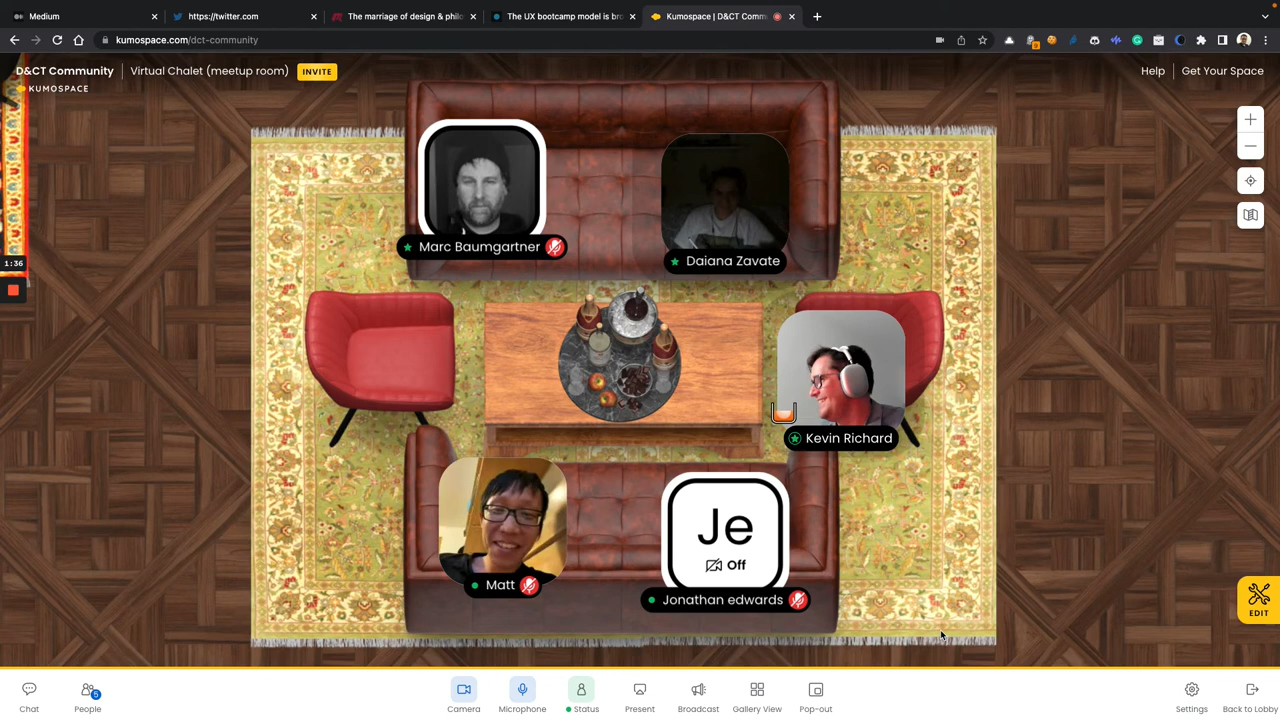 Medium
https://twitter.com
The marriage of design & philo
The UX bootcamp model is bro
Kumospace | D&CT Comm
kumospace.com/dct-community
D&CT Community
Virtual Chalet (meetup room)
INVITE
Help
Get Your Space
KUMOSPACE
Marc Baumgartner
Daiana Zavate
1:36
Kevin Richard
Je
Off
Matt
Jonathan edwards
EDIT
5
Chat
People
Camera
Microphone
Status
Present
Broadcast
Gallery View
Pop-out
Settings
Back to Lobby